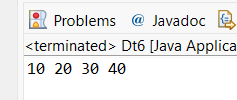 Problems @ Javadoc
<terminated> Dt6 [Java Applica
10 20 30 40